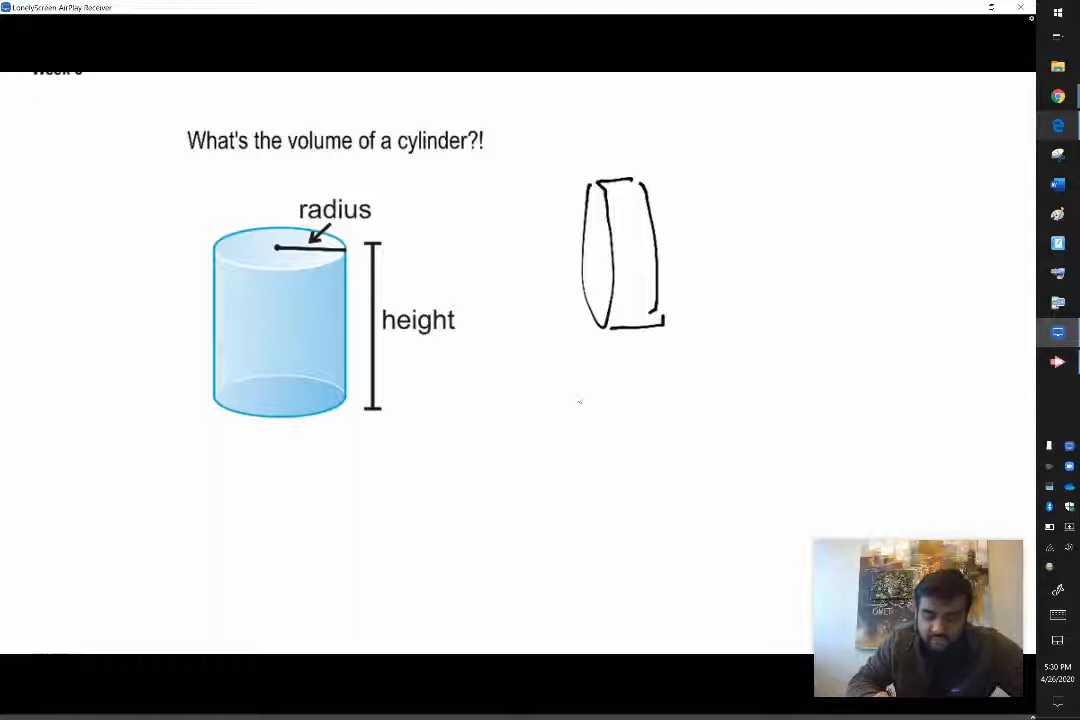 LonelyScreen AirPlay Receiver
What's the volume of a cylinder?!
radius
height
5:30 PM
4/26/2020